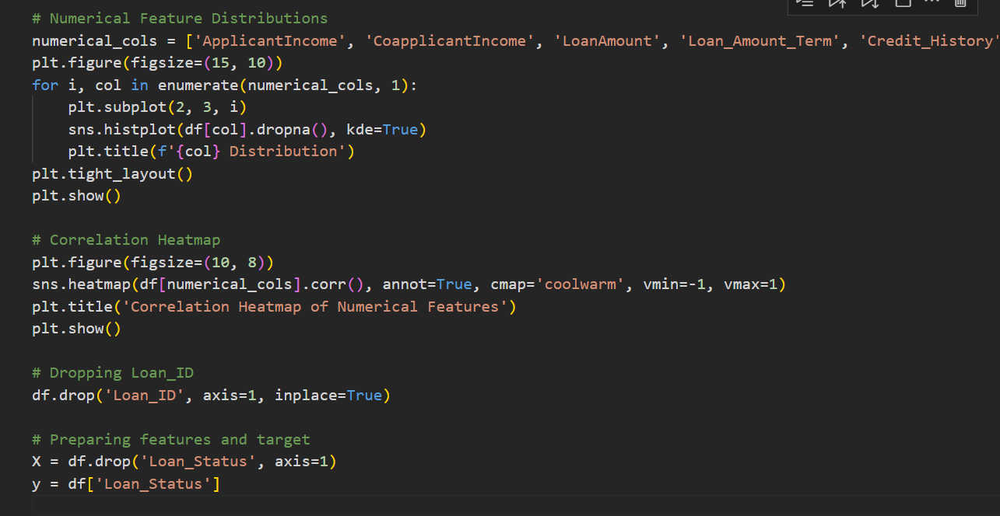 # Numerical Feature Distributions
numerical_cols = ['ApplicantIncome', 'CoapplicantIncome', 'LoanAmount', 'Loan_Amount_Term', 'Credit_History'
plt.figure(figsize=(15, 10))
for i, col in enumerate(numerical_cols, 1):
    plt.subplot(2, 3, i)
    sns.histplot(df[col].dropna(), kde=True)
    plt.title(f'{col} Distribution')
plt.tight_layout()
plt.show()
# Correlation Heatmap
plt.figure(figsize=(10, 8))
sns.heatmap(df[numerical_cols].corr(), annot=True, cmap='coolwarm', vmin=-1, vmax=1)
plt.title('Correlation Heatmap of Numerical Features')
plt.show()
# Dropping Loan_ID
df.drop('Loan_ID', axis=1, inplace=True)
# Preparing features and target
X = df.drop('Loan_Status', axis=1)
y = df['Loan_Status']